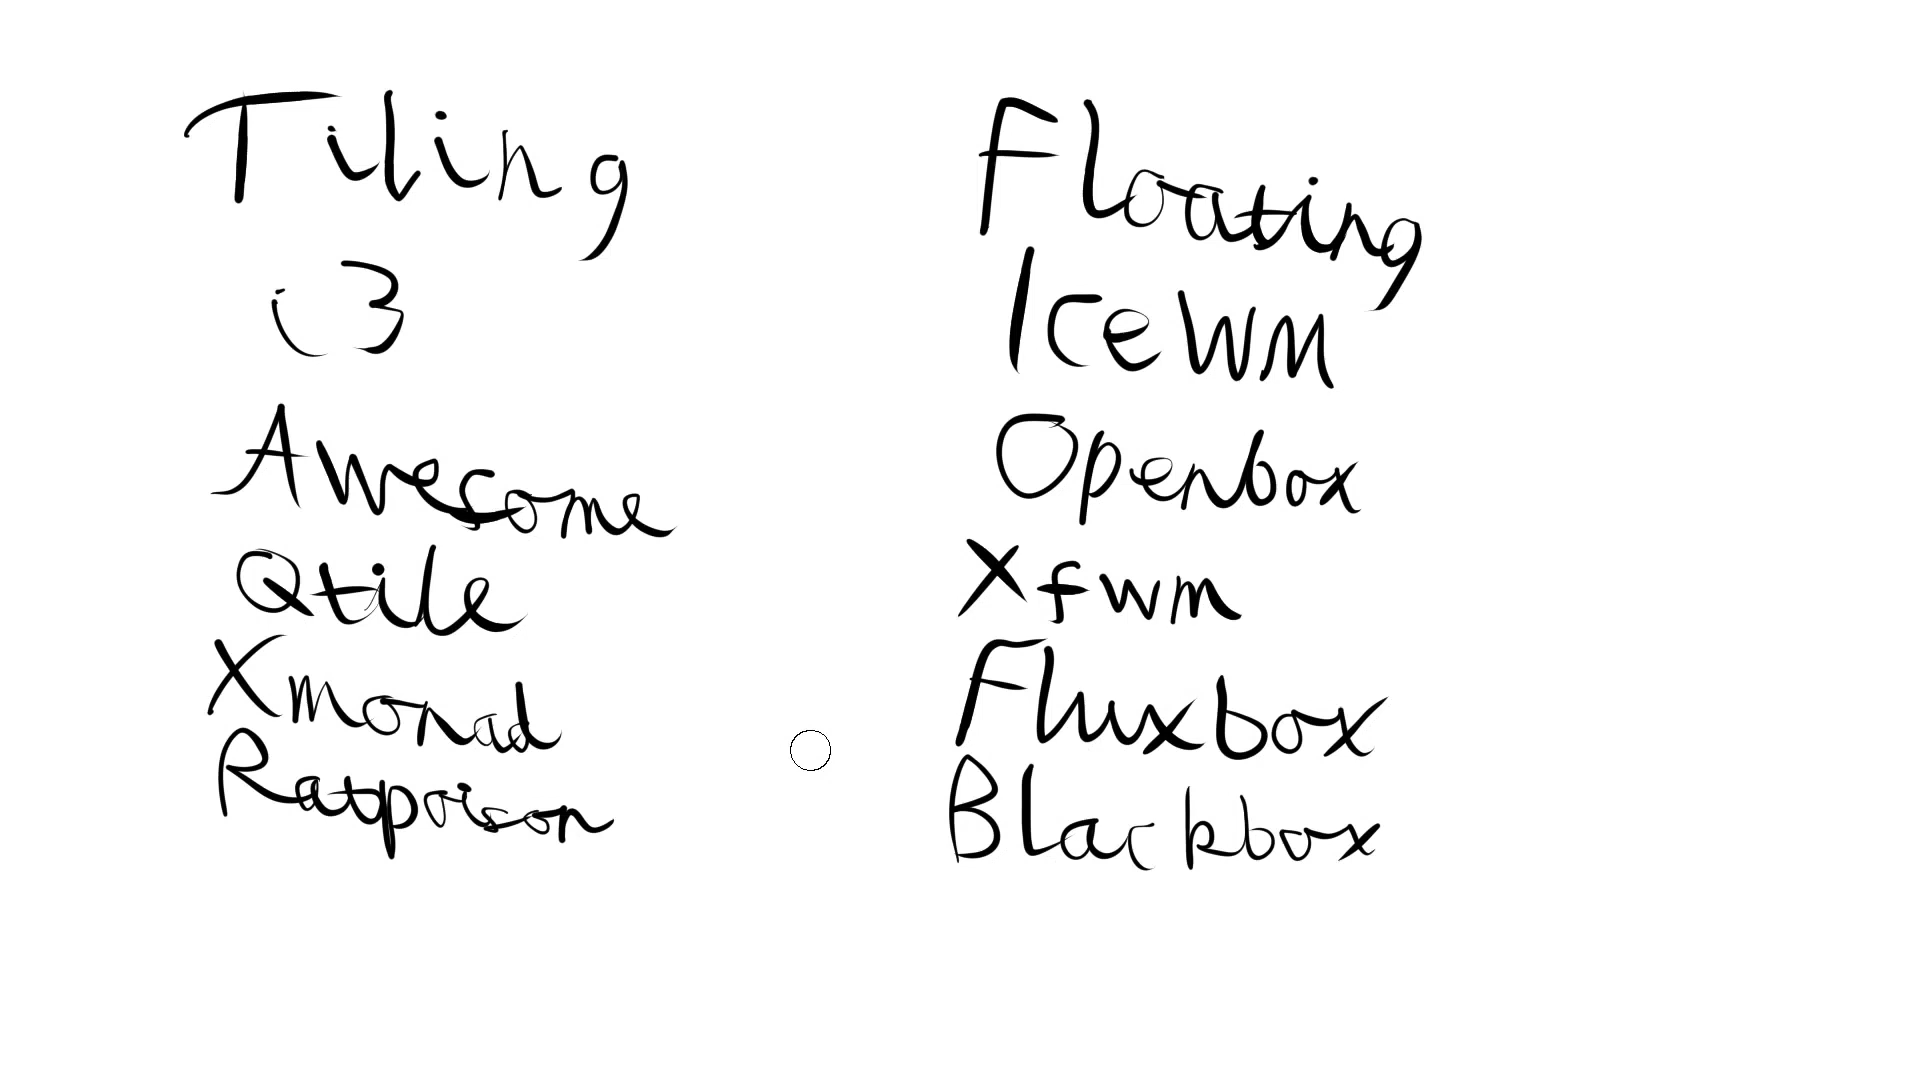 Tiling
i3
Awesome
Qtile
Xmonad
Ratpoison
Floating
IceWM
Openbox
Xfwm
Fluxbox
Blackbox